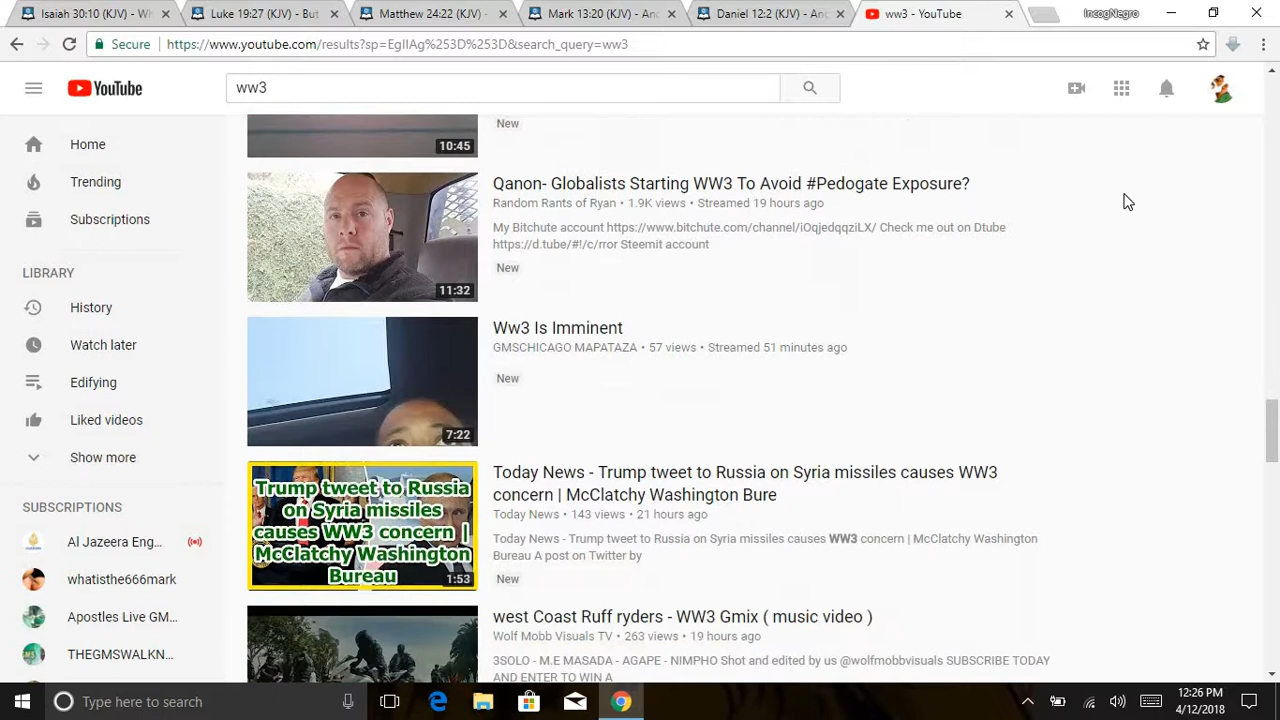 Isaiah 30:10 (KJV) - Wh
Luke 19:27 (KJV) - But
Matthew 24:22 (KJV) -
Mark 13:20 (KJV) - And
Daniel 12:2 (KJV) - And
ww3 - YouTube
IncogNegro
Secure
https://www.youtube.com/results?sp=EgIIAg%253D%253D&search_query=ww3
YouTube
ww3
Home
Trending
Subscriptions
LIBRARY
History
Watch later
Edifying
Liked videos
Show more
SUBSCRIPTIONS
Al Jazeera Eng...
whatisthe666mark
Apostles Live GM...
THEGMSWALKN...
10:45
New
11:32
Qanon- Globalists Starting WW3 To Avoid #Pedogate Exposure?
Random Rants of Ryan • 1.9K views • Streamed 19 hours ago
My Bitchute account https://www.bitchute.com/channel/iOqjedqqziLX/ Check me out on Dtube
https://d.tube/#!/c/rror Steemit account
New
7:22
Ww3 Is Imminent
GMSCHICAGO MAPATAZA • 57 views • Streamed 51 minutes ago
New
Trump tweet to Russia
on Syria missiles
causes WW3 concern |
McClatchy Washington
Bureau
1:53
Today News - Trump tweet to Russia on Syria missiles causes WW3
concern | McClatchy Washington Bure
Today News • 143 views • 21 hours ago
Today News - Trump tweet to Russia on Syria missiles causes WW3 concern | McClatchy Washington
Bureau A post on Twitter by
New
west Coast Ruff ryders - WW3 Gmix ( music video )
Wolf Mobb Visuals TV • 263 views • 19 hours ago
3SOLO - M.E MASADA - AGAPE - NIMPHO Shot and edited by us @wolfmobbvisuals SUBSCRIBE TODAY
AND ENTER TO WIN A
Type here to search
12:26 PM
4/12/2018